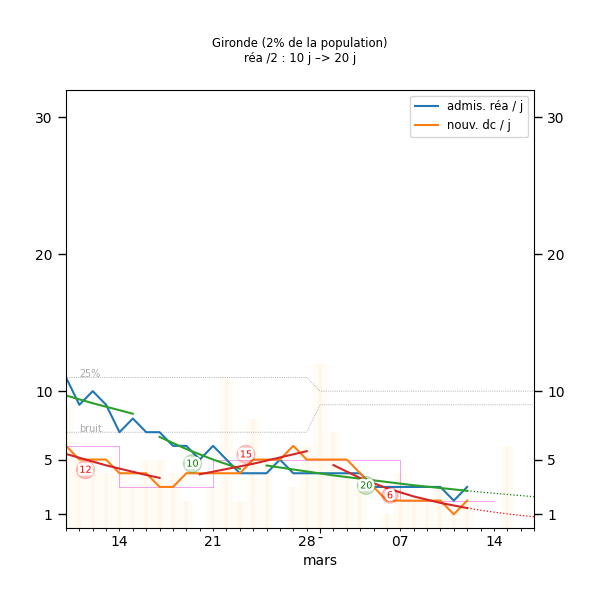 Gironde (2% de la population)
réa /2 : 10 j –> 20 j
admis. réa / j
nouv. dc / j
30 30
20 20
25%
10 10
bruit
15
12 10
5 5
20
6
1 1
14 21 28 07 14
mars